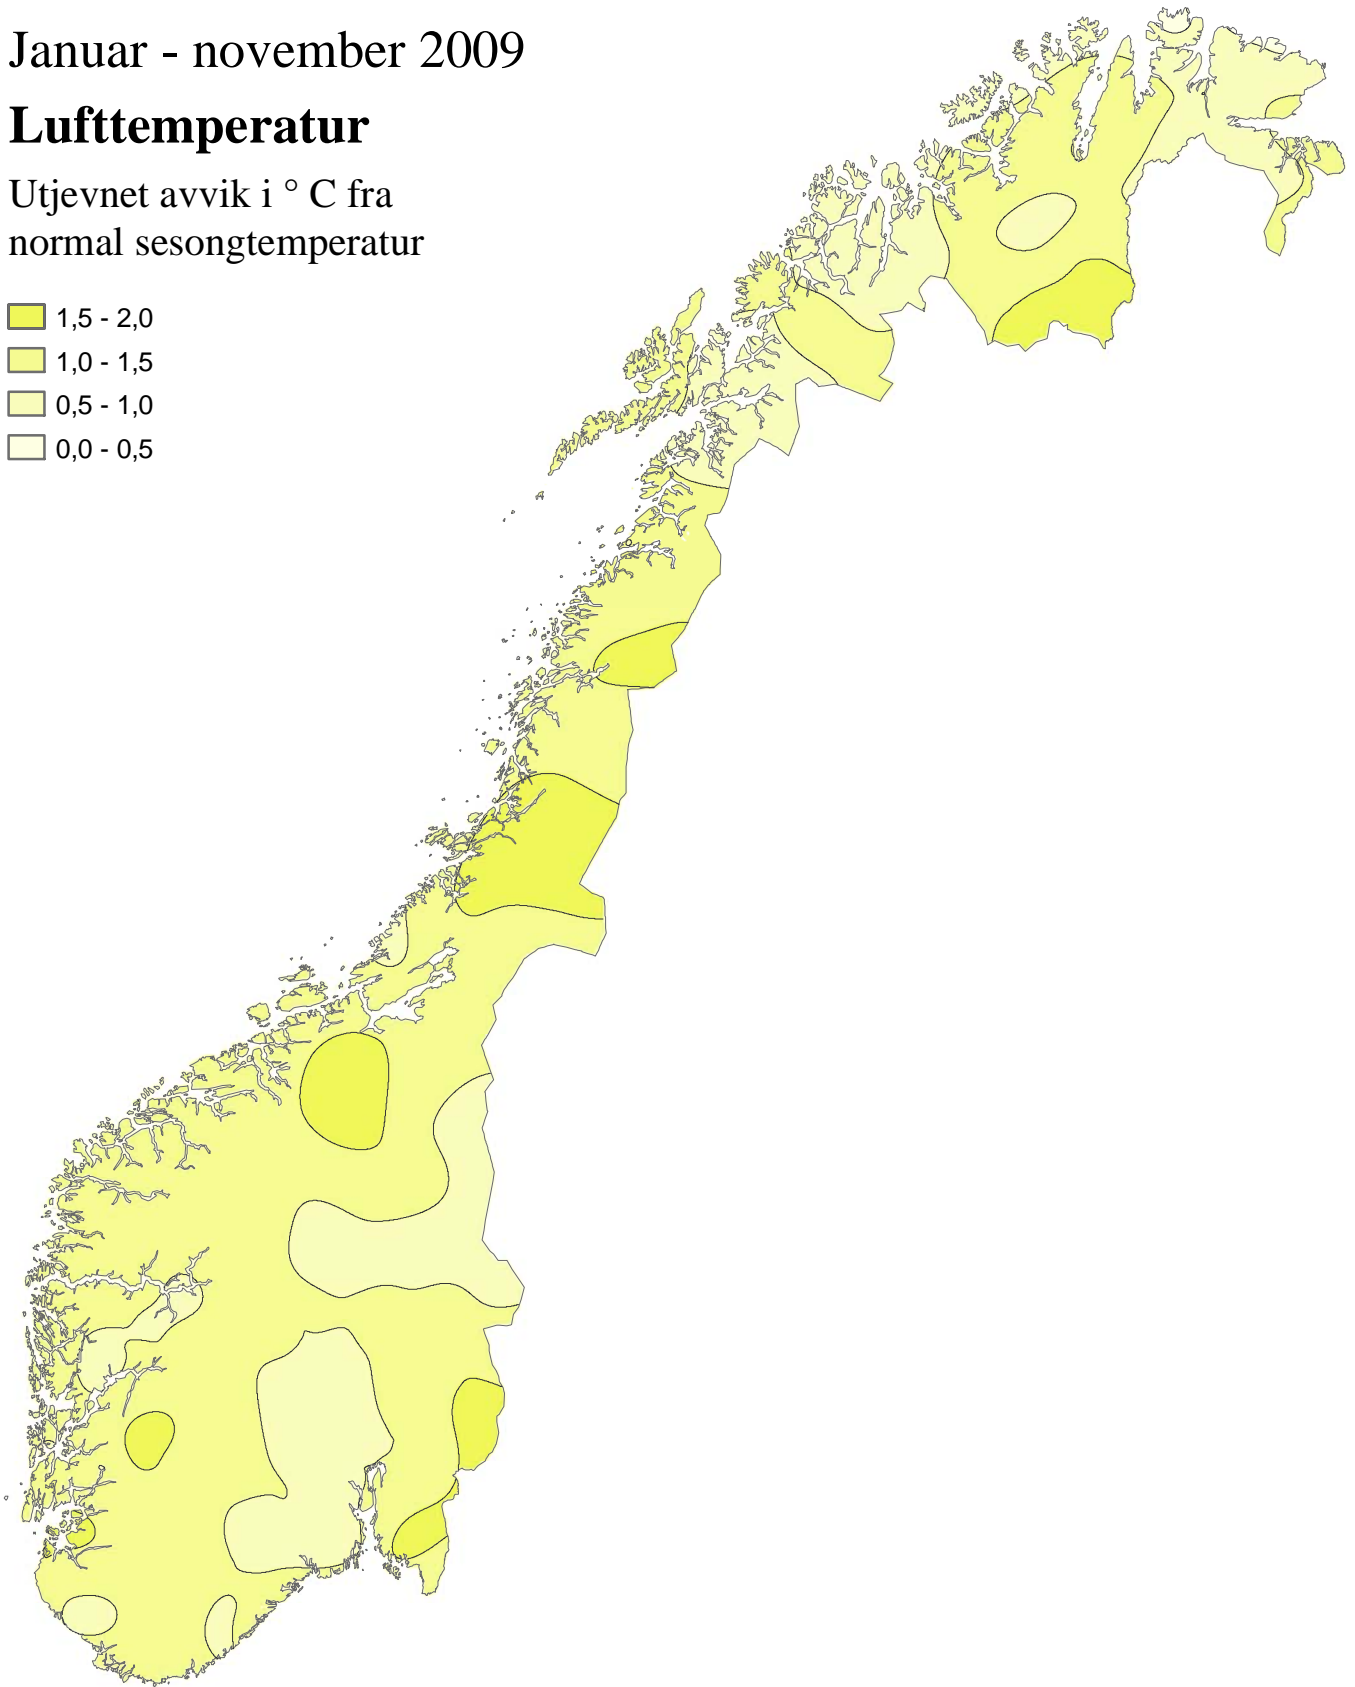 Januar - november 2009
Lufttemperatur
Utjevnet avvik i ° C fra
normal sesongtemperatur
1,5 - 2,0
1,0 - 1,5
0,5 - 1,0
0,0 - 0,5